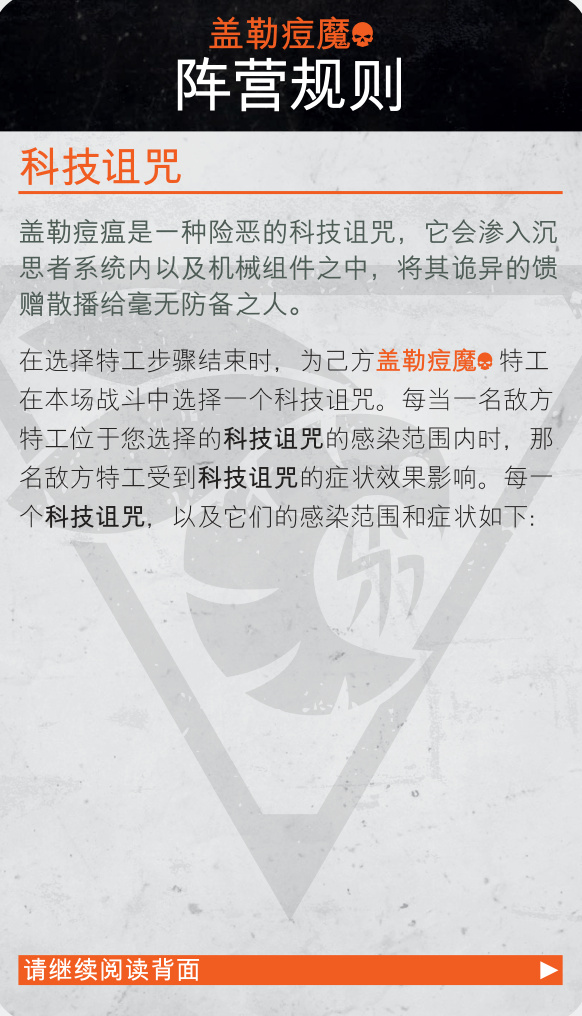 盖勒痘魔
阵营规则
科技诅咒
盖勒痘瘟是一种险恶的科技诅咒，它会渗入沉
思者系统内以及机械组件之中，将其诡异的馈
赠散播给毫无防备之人。
在选择特工步骤结束时，为己方盖勒痘魔 特工
在本场战斗中选择一个科技诅咒。每当一名敌方
特工位于您选择的科技诅咒的感染范围内时，那
名敌方特工受到科技诅咒的症状效果影响。每一
个科技诅咒，以及它们的感染范围和症状如下：
请继续阅读背面